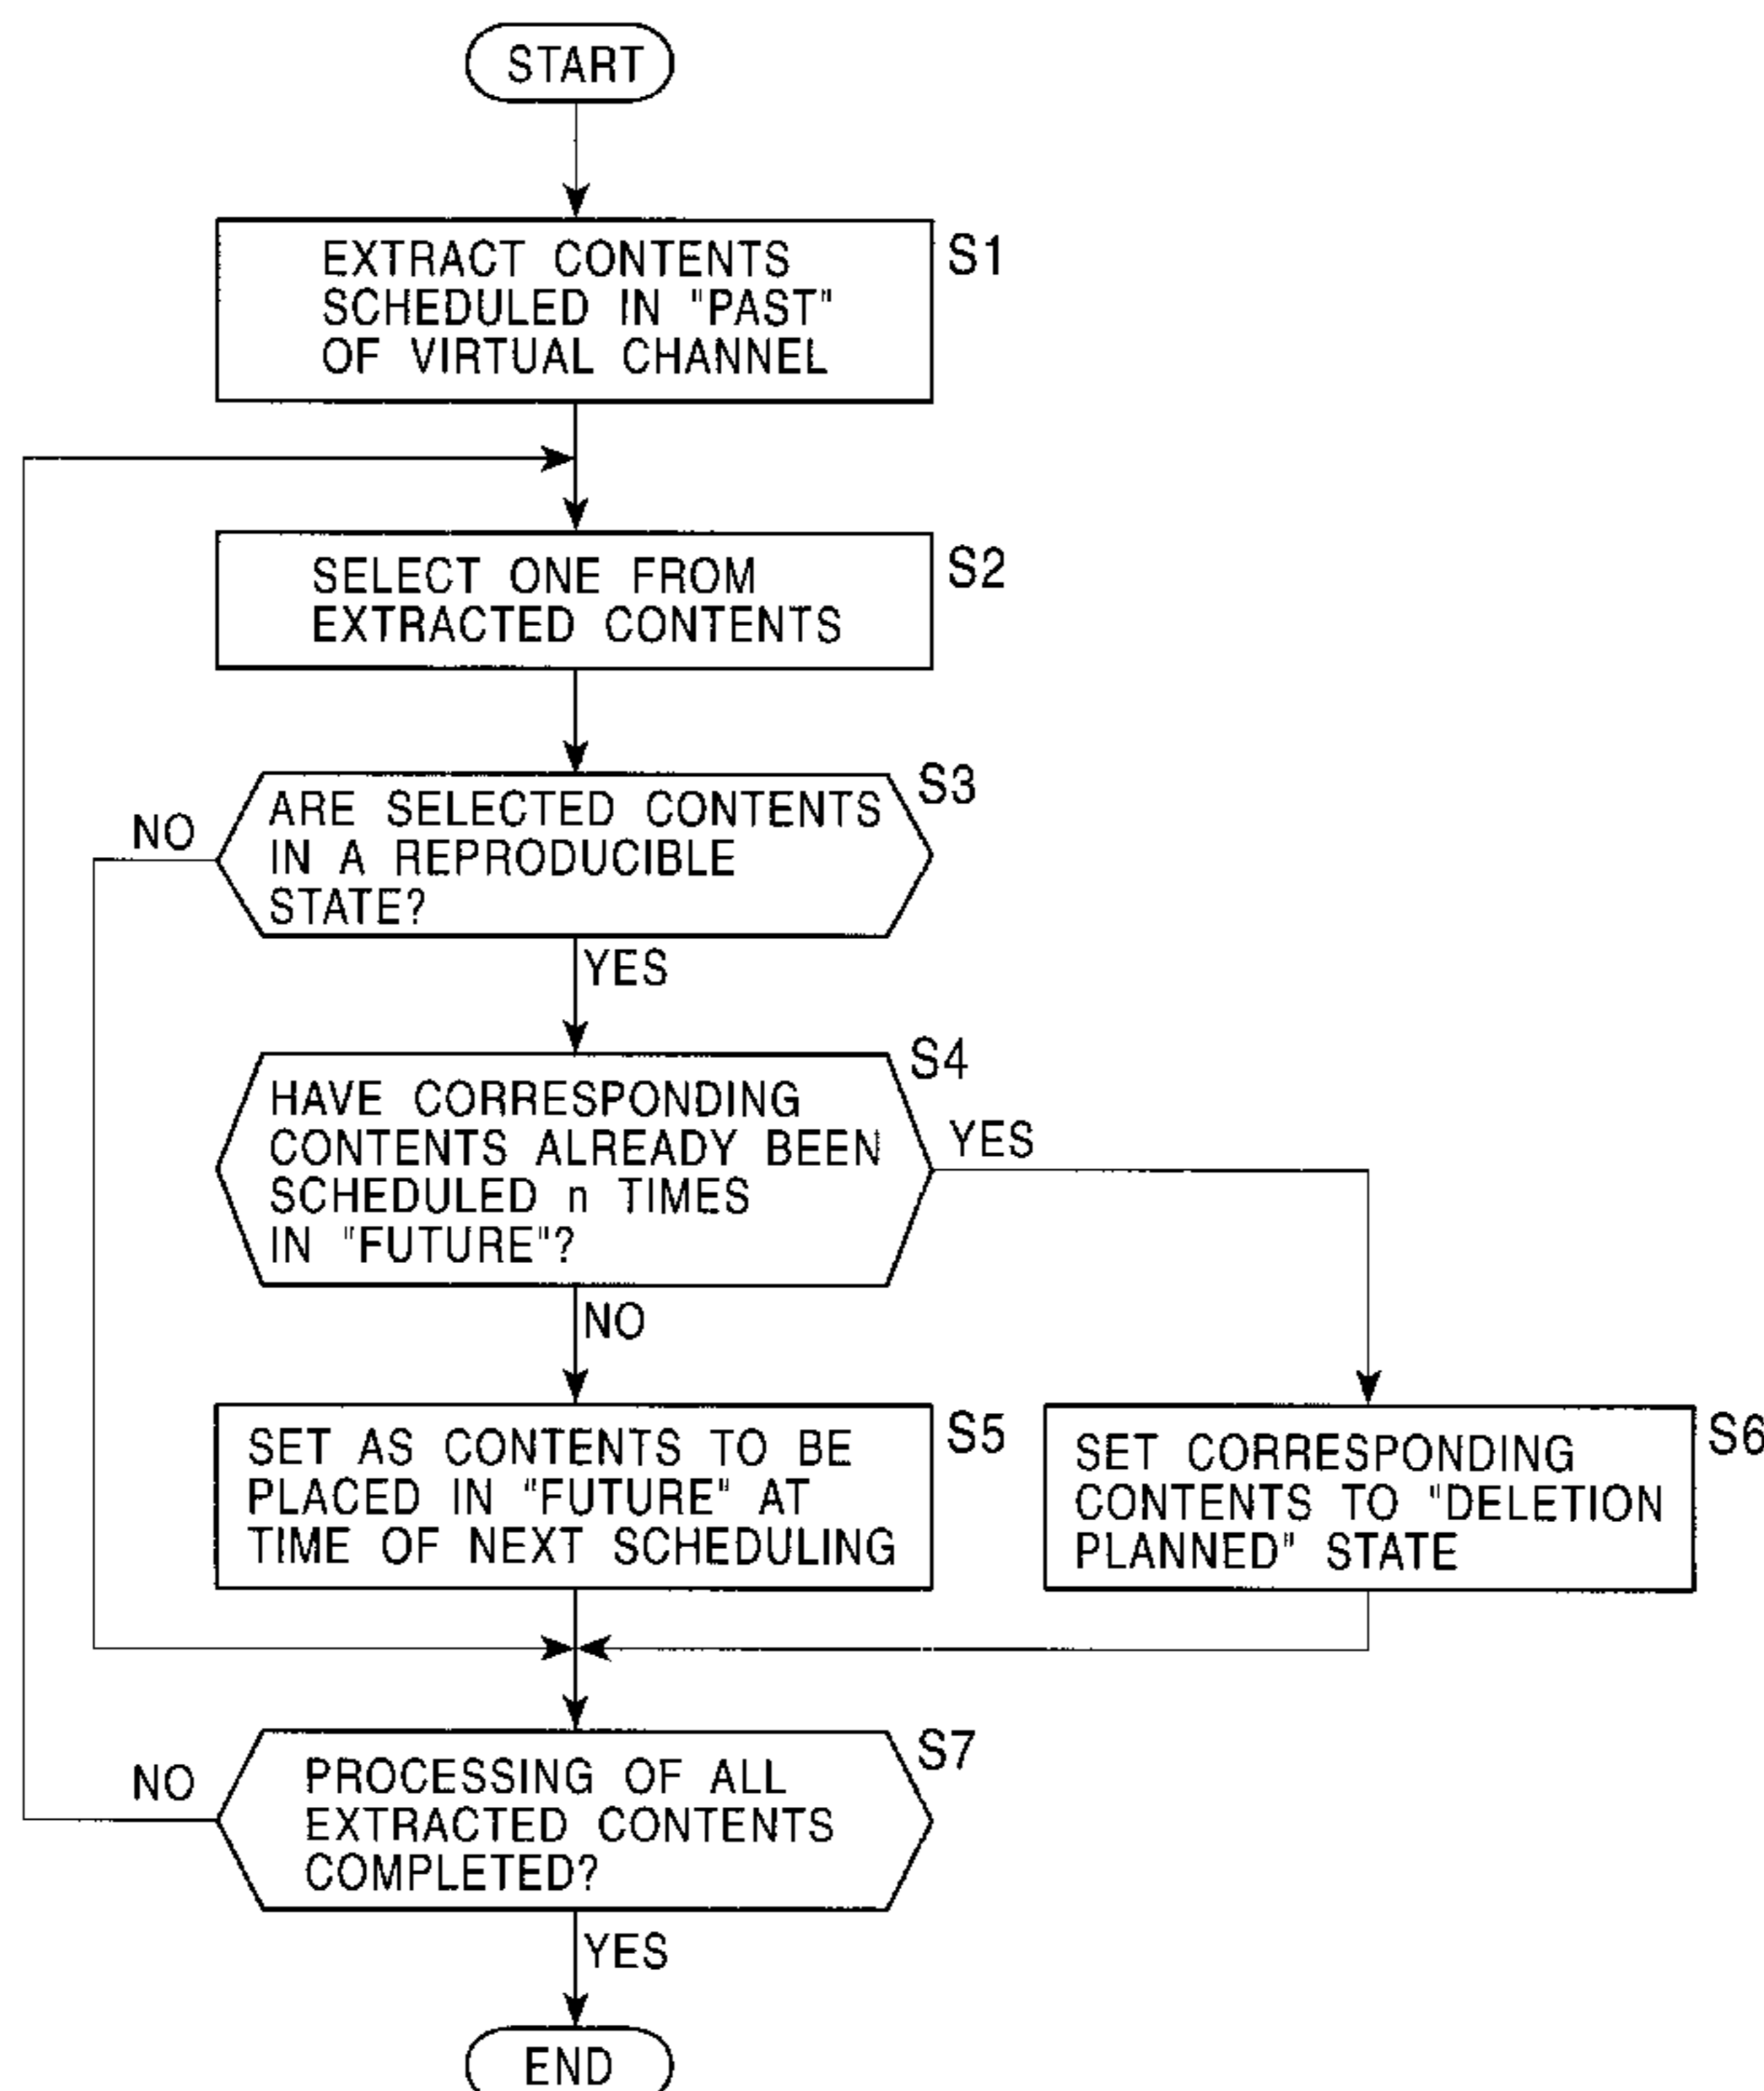 START
EXTRACT CONTENTS
SCHEDULED IN "PAST"
OF VIRTUAL CHANNEL
S1
SELECT ONE FROM
EXTRACTED CONTENTS
S2
ARE SELECTED CONTENTS
IN A REPRODUCIBLE
STATE?
S3
NO
YES
HAVE CORRESPONDING
CONTENTS ALREADY BEEN
SCHEDULED n TIMES
IN "FUTURE"?
S4
YES
NO
SET AS CONTENTS TO BE
PLACED IN "FUTURE" AT
TIME OF NEXT SCHEDULING
S5
SET CORRESPONDING
CONTENTS TO "DELETION
PLANNED" STATE
S6
PROCESSING OF ALL
EXTRACTED CONTENTS
COMPLETED?
S7
NO
YES
END